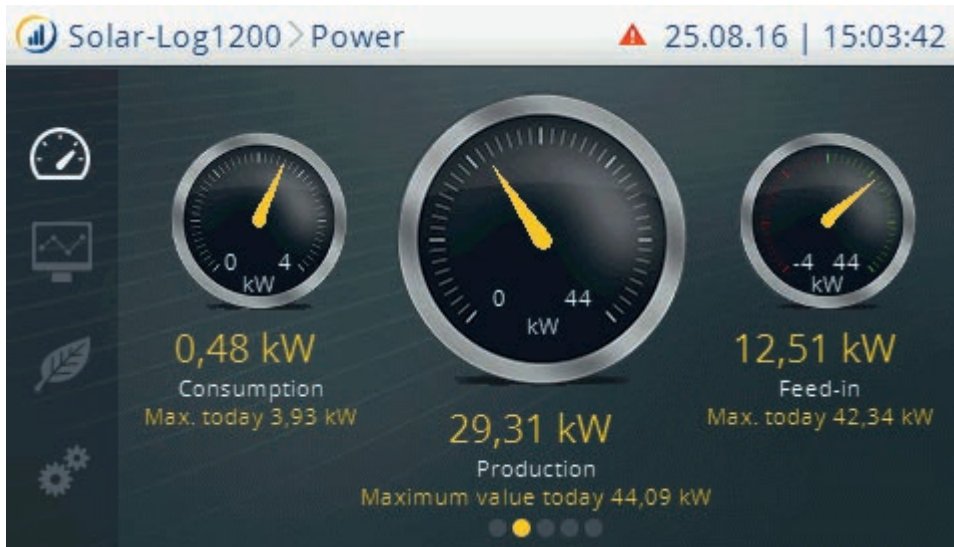 Solar-Log1200 > Power
25.08.16 | 15:03:42
0 4
kW
0,48 kW
Consumption
Max. today 3,93 kW
0 44
kW
29,31 kW
Production
Maximum value today 44,09 kW
-4 44
kW
12,51 kW
Feed-in
Max. today 42,34 kW